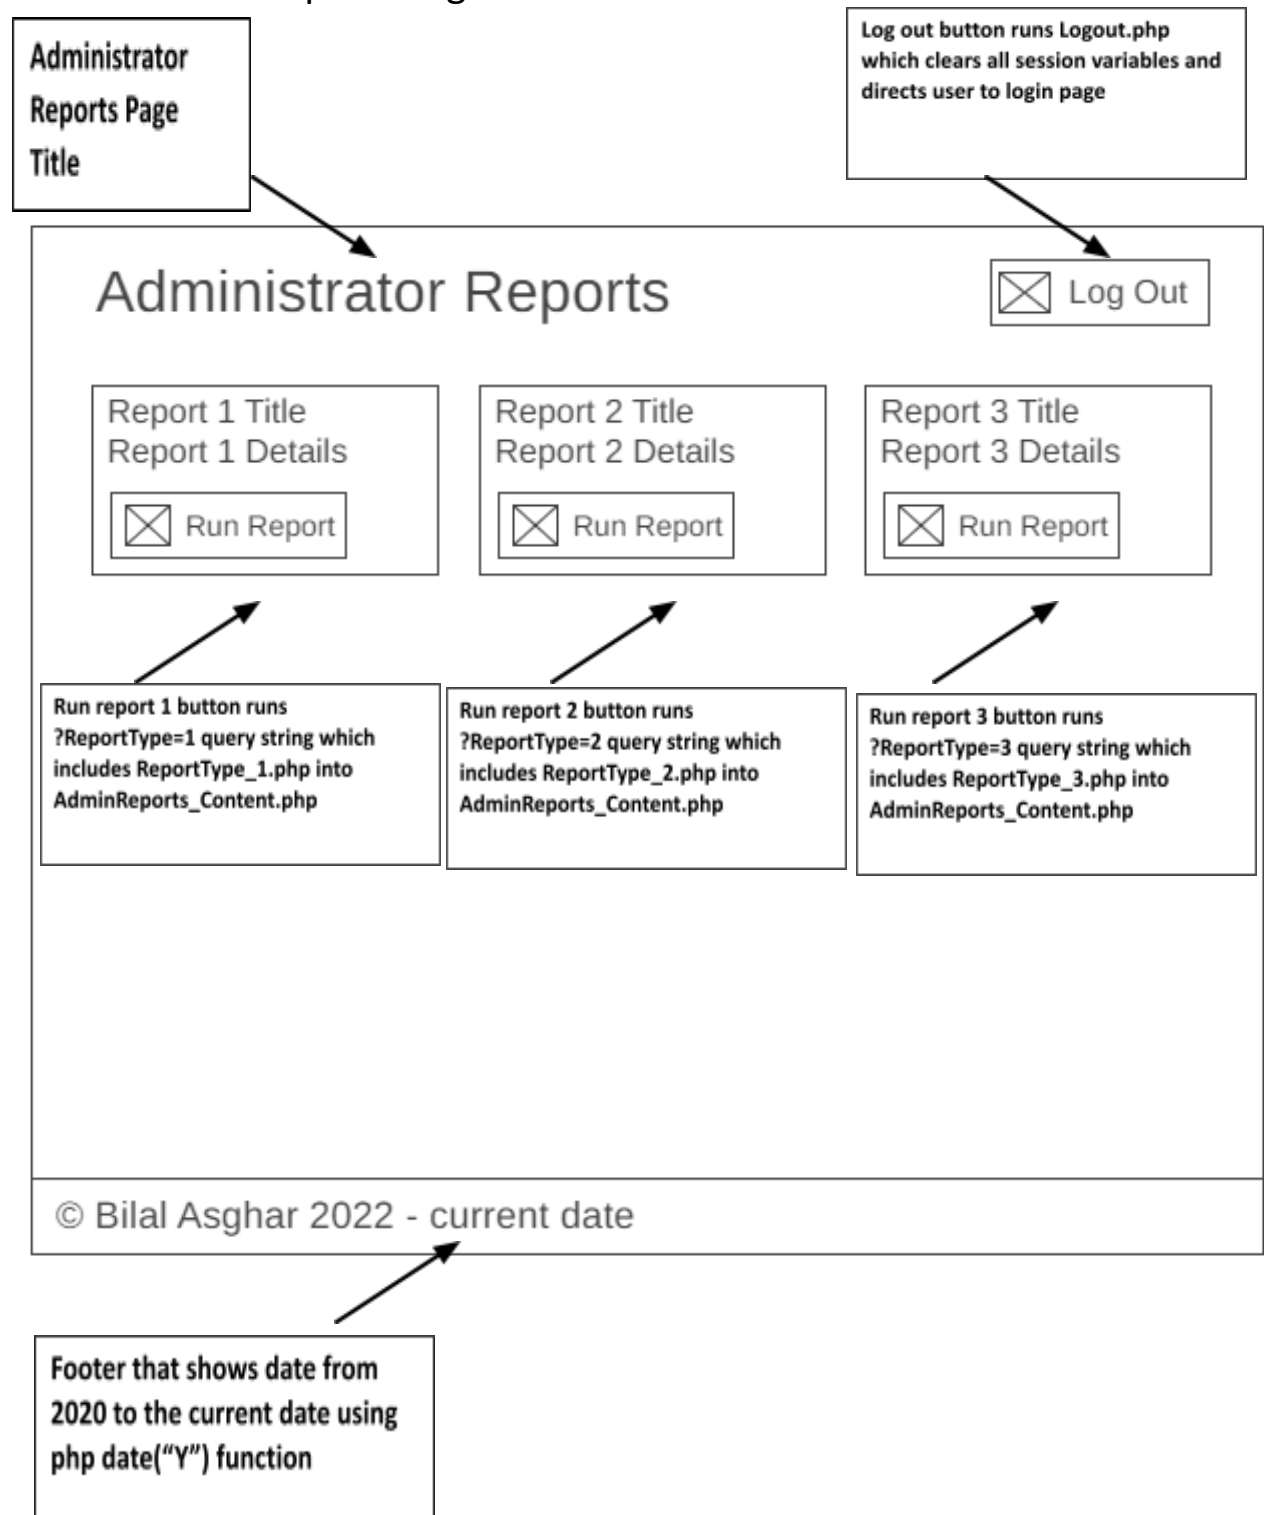 Administrator
Reports Page
Title
Log out button runs Logout.php
which clears all session variables and
directs user to login page
Administrator Reports
Log Out
Report 1 Title
Report 1 Details
Run Report
Report 2 Title
Report 2 Details
Run Report
Report 3 Title
Report 3 Details
Run Report
Run report 1 button runs
?ReportType=1 query string which
includes ReportType_1.php into
AdminReports_Content.php
Run report 2 button runs
?ReportType=2 query string which
includes ReportType_2.php into
AdminReports_Content.php
Run report 3 button runs
?ReportType=3 query string which
includes ReportType_3.php into
AdminReports_Content.php
© Bilal Asghar 2022 - current date
Footer that shows date from
2020 to the current date using
php date(“Y”) function